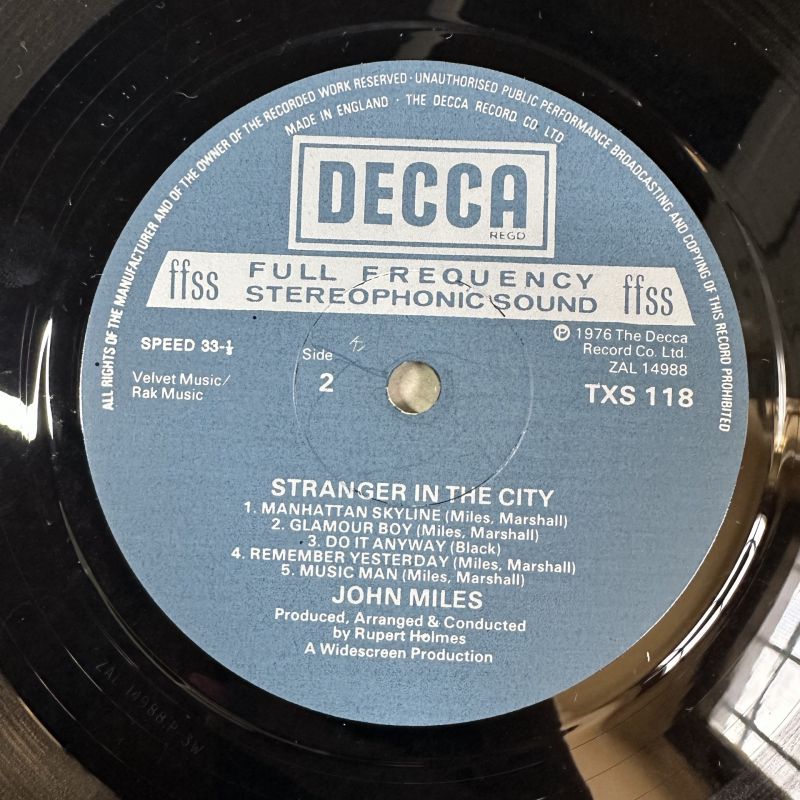 ALL RIGHTS OF THE MANUFACTURER AND OF THE OWNER OF THE RECORDED WORK RESERVED · UNAUTHORISED PUBLIC PERFORMANCE BROADCASTING AND COPYING OF THIS RECORD PROHIBITED
MADE IN ENGLAND · THE DECCA RECORD CO. LTD.
DECCA
REGD
ffss FULL FREQUENCY ffss
STEREOPHONIC SOUND
SPEED 33-⅓
Velvet Music/
Rak Music
Side
2
℗ 1976 The Decca
Record Co. Ltd.
ZAL 14988
TXS 118
STRANGER IN THE CITY
1. MANHATTAN SKYLINE (Miles, Marshall)
2. GLAMOUR BOY (Miles, Marshall)
3. DO IT ANYWAY (Black)
4. REMEMBER YESTERDAY (Miles, Marshall)
5. MUSIC MAN (Miles, Marshall)
JOHN MILES
Produced, Arranged & Conducted
by Rupert Holmes
A Widescreen Production
ZAL 14988 P 3W